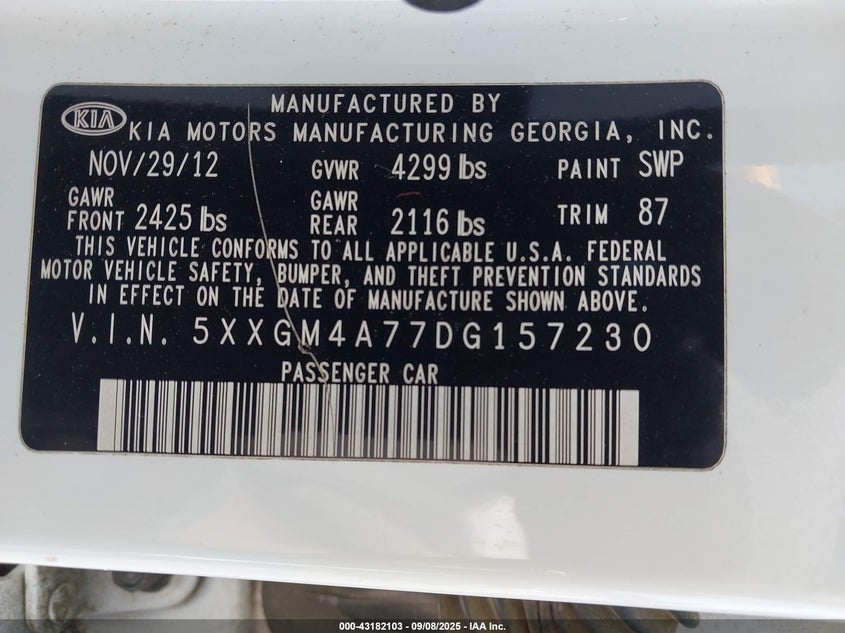 KIA
MANUFACTURED BY
KIA MOTORS MANUFACTURING GEORGIA, INC.
NOV/29/12 GVWR 4299 lbs PAINT SWP
GAWR FRONT 2425 lbs GAWR REAR 2116 lbs TRIM 87
THIS VEHICLE CONFORMS TO ALL APPLICABLE U.S.A. FEDERAL
MOTOR VEHICLE SAFETY, BUMPER, AND THEFT PREVENTION STANDARDS
IN EFFECT ON THE DATE OF MANUFACTURE SHOWN ABOVE.
V.I.N. 5XXGM4A77DG157230
PASSENGER CAR
000-43182103 - 09/08/2025 - IAA Inc.